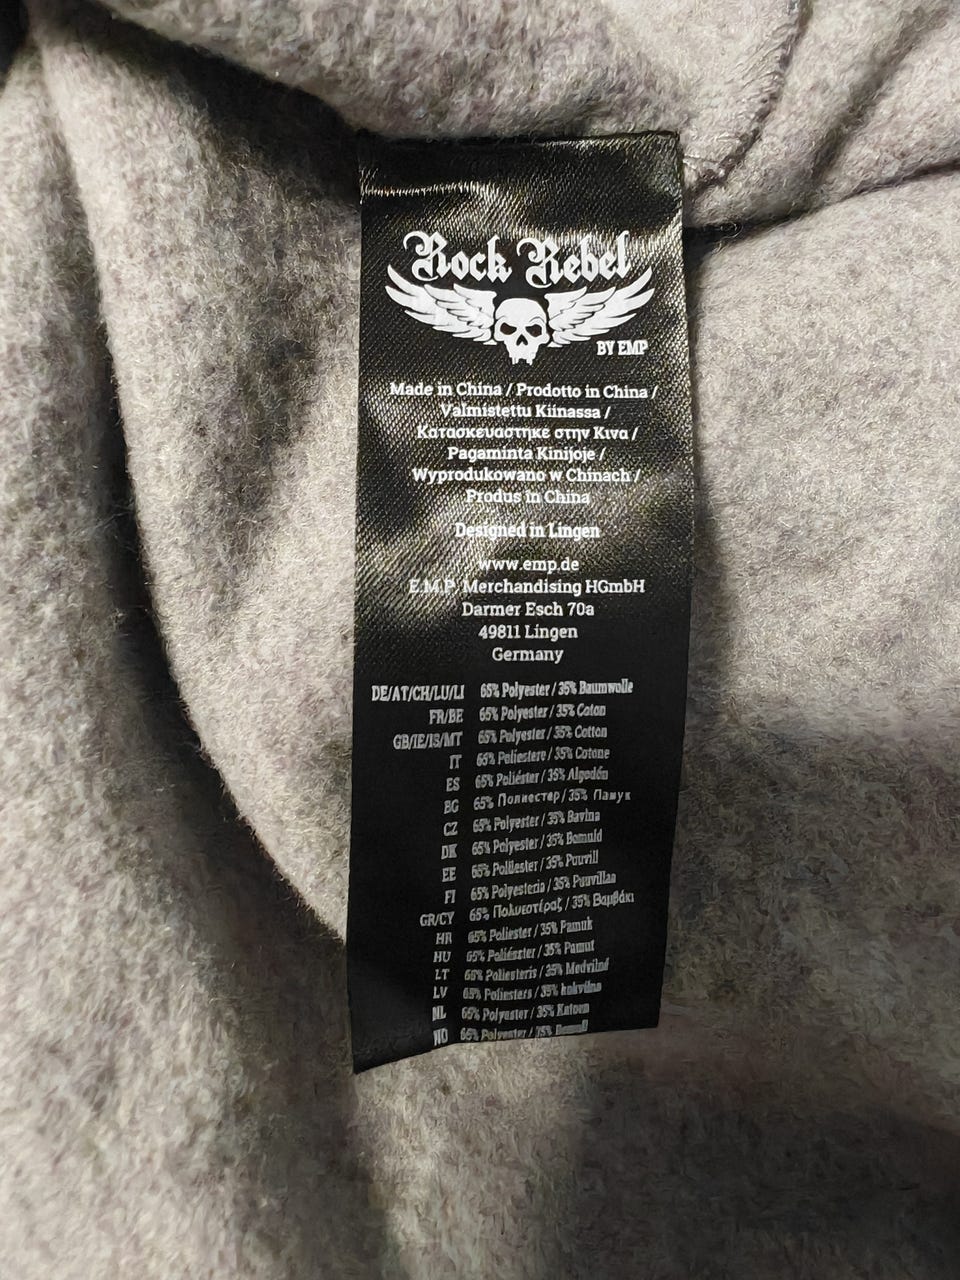 Rock Rebel
BY EMP
Made in China / Prodotto in China /
Valmistettu Kiinassa /
Κατασκευαστηκε στην Κινα /
Pagaminta Kinijoje /
Wyprodukowano w Chinach /
Produs in China
Designed in Lingen
www.emp.de
E.M.P. Merchandising HGmbH
Darmer Esch 70a
49811 Lingen
Germany
DE/AT/CH/LU/LI 65% Polyester / 35% Baumwolle
FR/BE 65% Polyester / 35% Coton
GB/IE/IS/MT 65% Polyester / 35% Cotton
IT 65% Poliestere / 35% Cotone
ES 65% Poliéster / 35% Algodón
BG 65% Полиестер / 35% Памук
CZ 65% Polyester / 35% Bavlna
DK 65% Polyester / 35% Bomuld
EE 65% Polüester / 35% Puuvill
FI 65% Polyesteria / 35% Puuvillaa
GR/CY 65% Πολυεστέρας / 35% Βαμβάκι
HR 65% Poliester / 35% Pamuk
HU 65% Poliészter / 35% Pamut
LT 65% Poliesteris / 35% Medvilnė
LV 65% Poliesters / 35% kokvilna
NL 65% Polyester / 35% Katoen
NO 65% Polyester / 35% Bomull